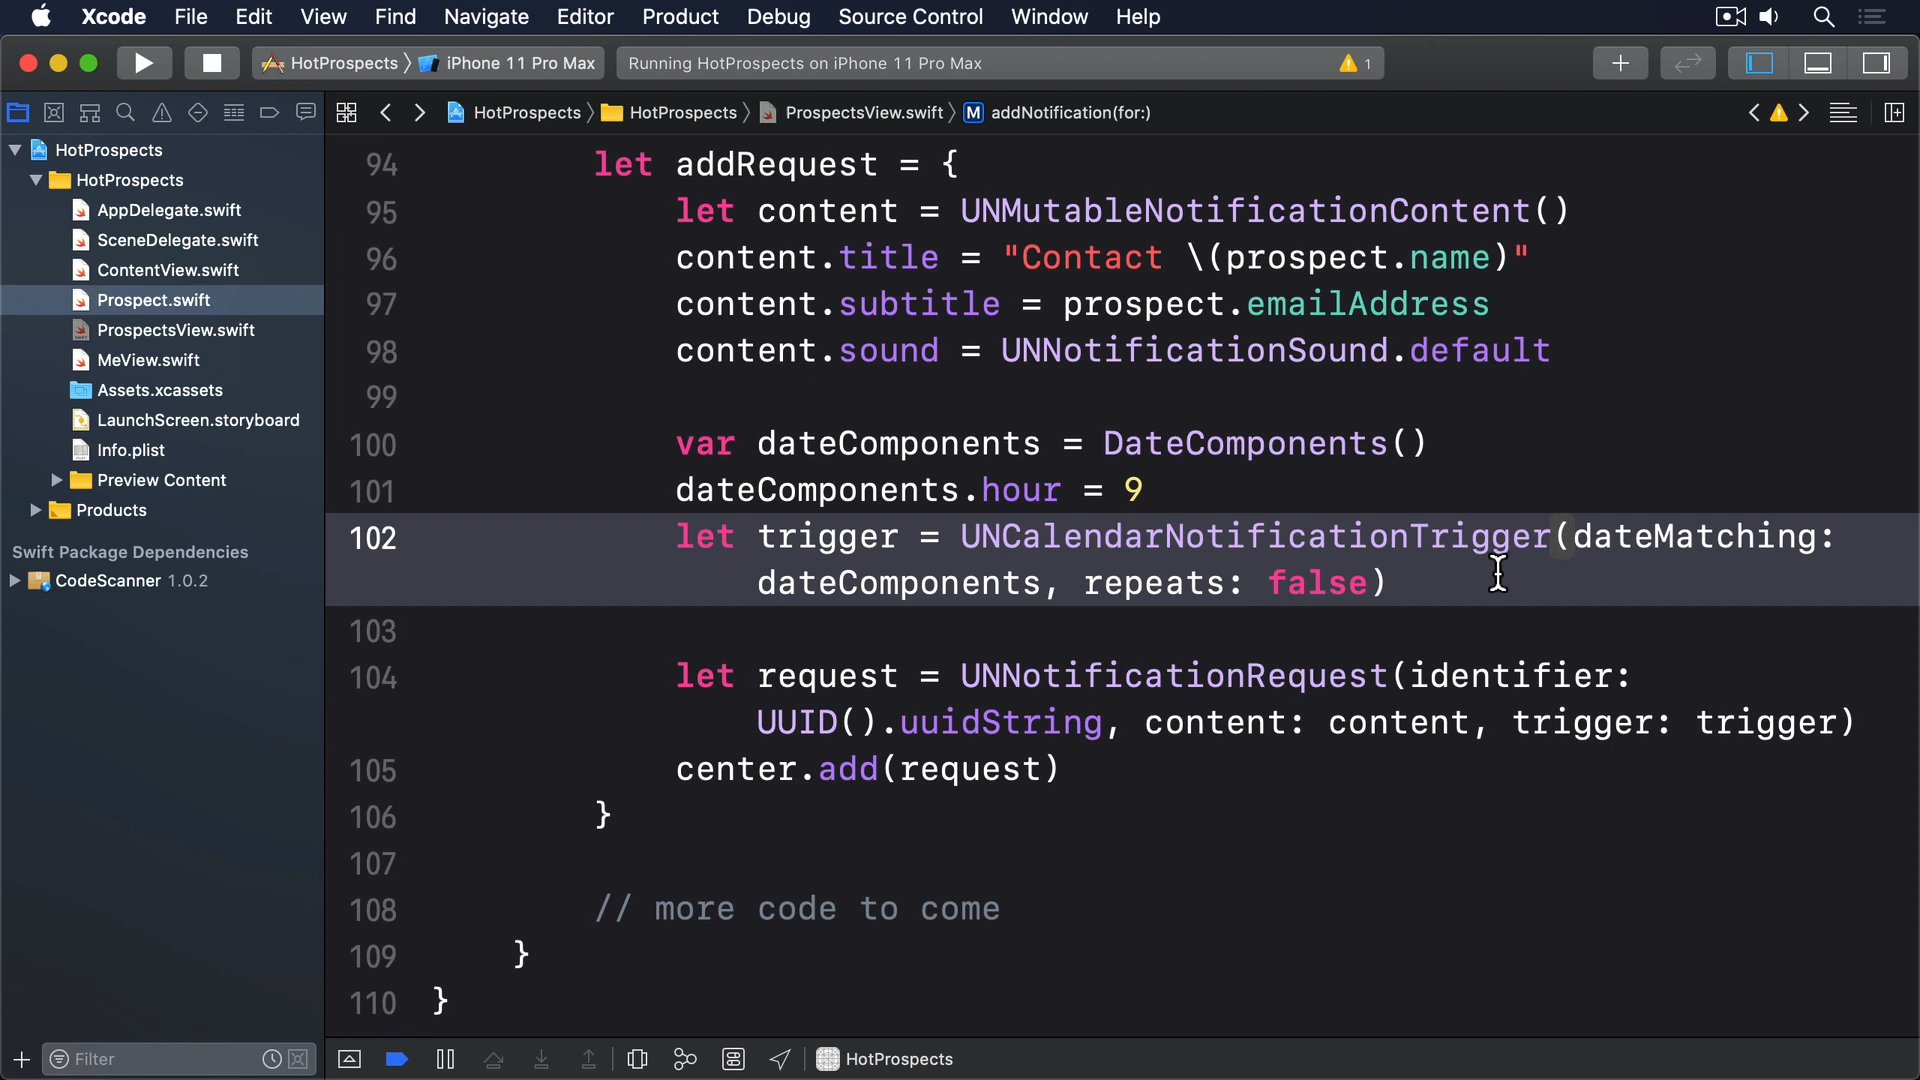 Xcode File Edit View Find Navigate Editor Product Debug Source Control Window Help
HotProspects iPhone 11 Pro Max
Running HotProspects on iPhone 11 Pro Max
1
HotProspects HotProspects ProspectsView.swift M addNotification(for:)
HotProspects
HotProspects
AppDelegate.swift
SceneDelegate.swift
ContentView.swift
Prospect.swift
ProspectsView.swift
MeView.swift
Assets.xcassets
LaunchScreen.storyboard
Info.plist
Preview Content
Products
Swift Package Dependencies
CodeScanner 1.0.2
Filter
94 let addRequest = {
95 let content = UNMutableNotificationContent()
96 content.title = "Contact \(prospect.name)"
97 content.subtitle = prospect.emailAddress
98 content.sound = UNNotificationSound.default
99
100 var dateComponents = DateComponents()
101 dateComponents.hour = 9
102 let trigger = UNCalendarNotificationTrigger(dateMatching:
dateComponents, repeats: false)
103
104 let request = UNNotificationRequest(identifier:
UUID().uuidString, content: content, trigger: trigger)
105 center.add(request)
106 }
107
108 // more code to come
109 }
110 }
HotProspects